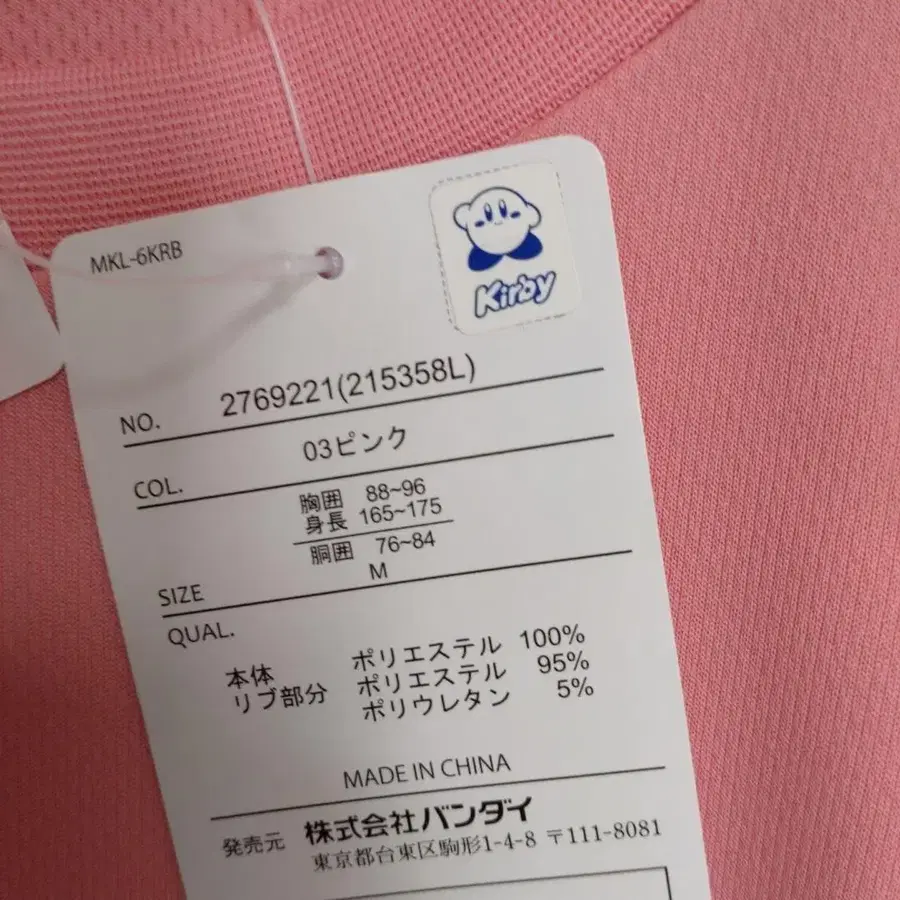 MKL-6KRB
Kirby
NO. 2769221(215358L)
COL. 03ピンク
胸囲 88~96
身長 165~175
胴囲 76~84
SIZE M
QUAL.
本体 ポリエステル 100%
リブ部分 ポリエステル 95%
ポリウレタン 5%
MADE IN CHINA
発売元 株式会社バンダイ
東京都台東区駒形1-4-8 〒111-8081